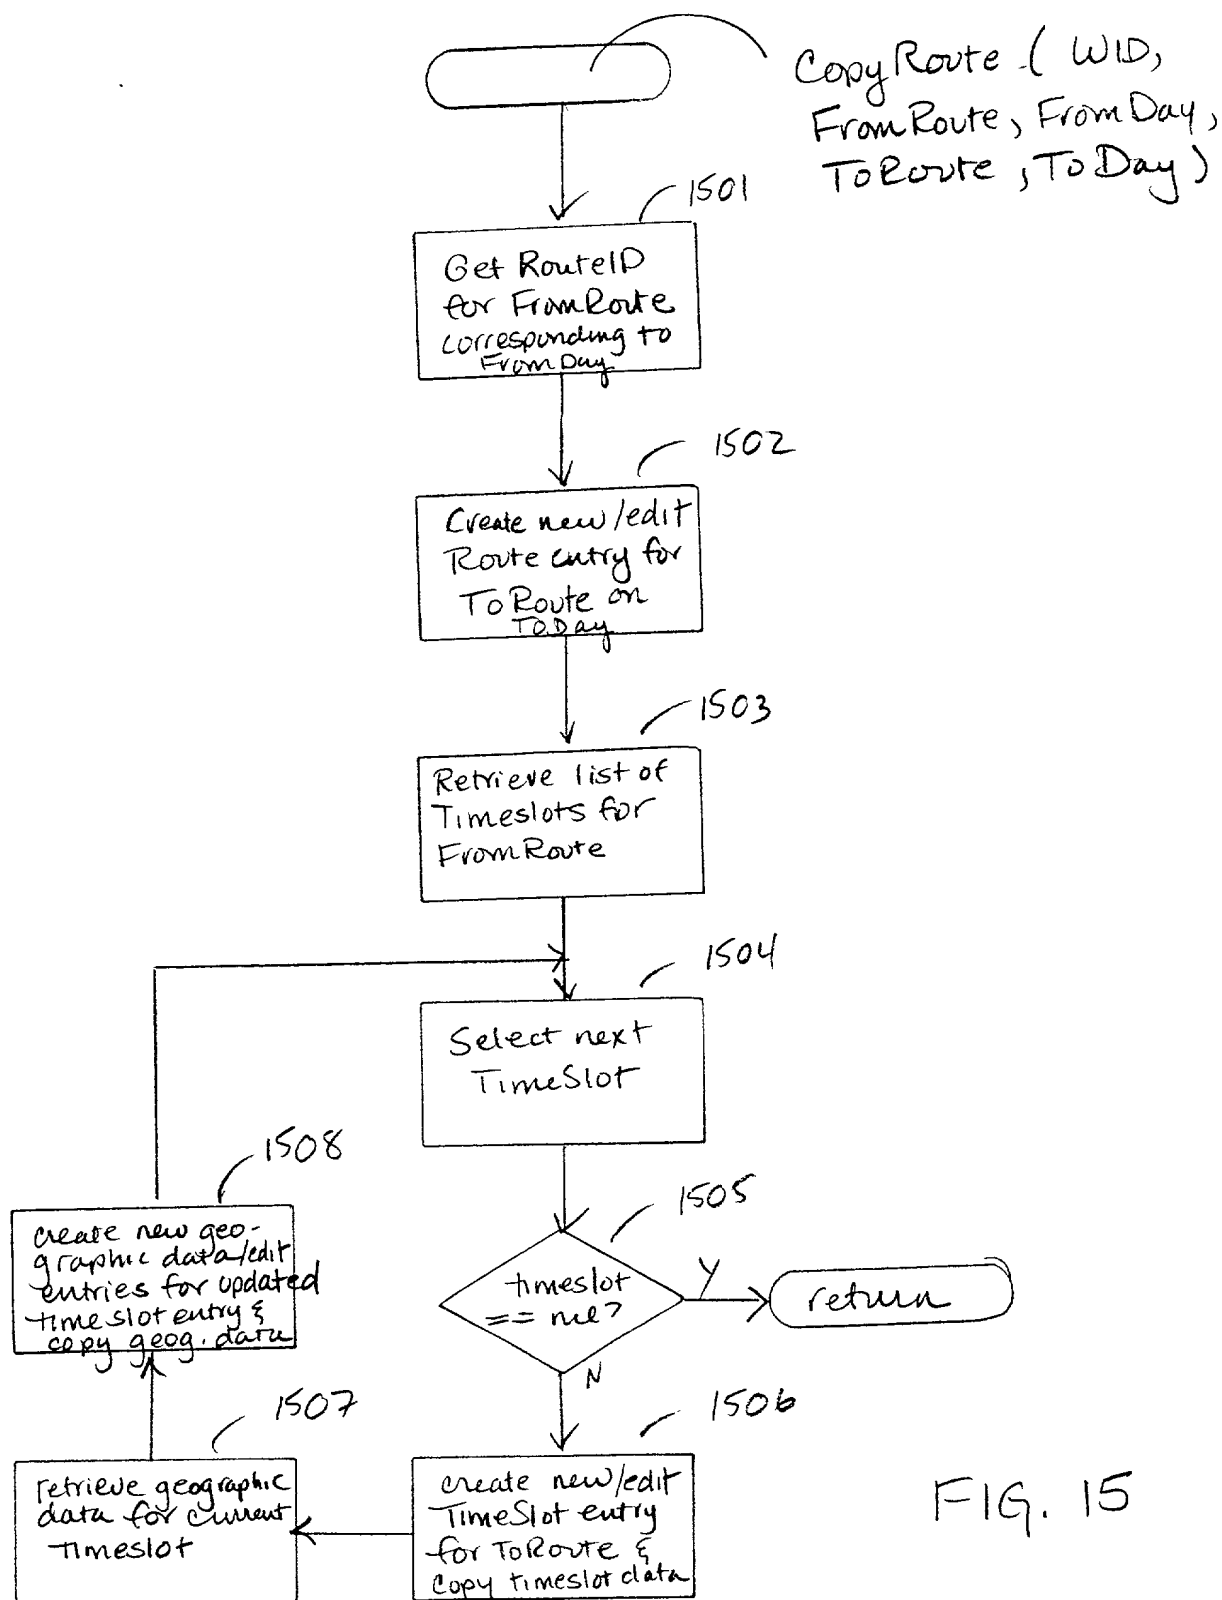 CopyRoute ( WID,
FromRoute, FromDay,
ToRoute, ToDay)
1501
Get RouteID
for FromRoute
corresponding to
FromDay
1502
Create new/edit
Route entry for
ToRoute on
ToDay
1503
Retrieve list of
Timeslots for
FromRoute
1504
Select next
TimeSlot
1505
timeslot
==
Y
return
N
1506
create new/edit
TimeSlot entry
for ToRoute &
copy timeslot data
1507
retrieve geographic
data for current
timeslot
1508
create new geo-
graphic data/edit
entries for updated
timeslot entry &
copy geog. data
FIG. 15